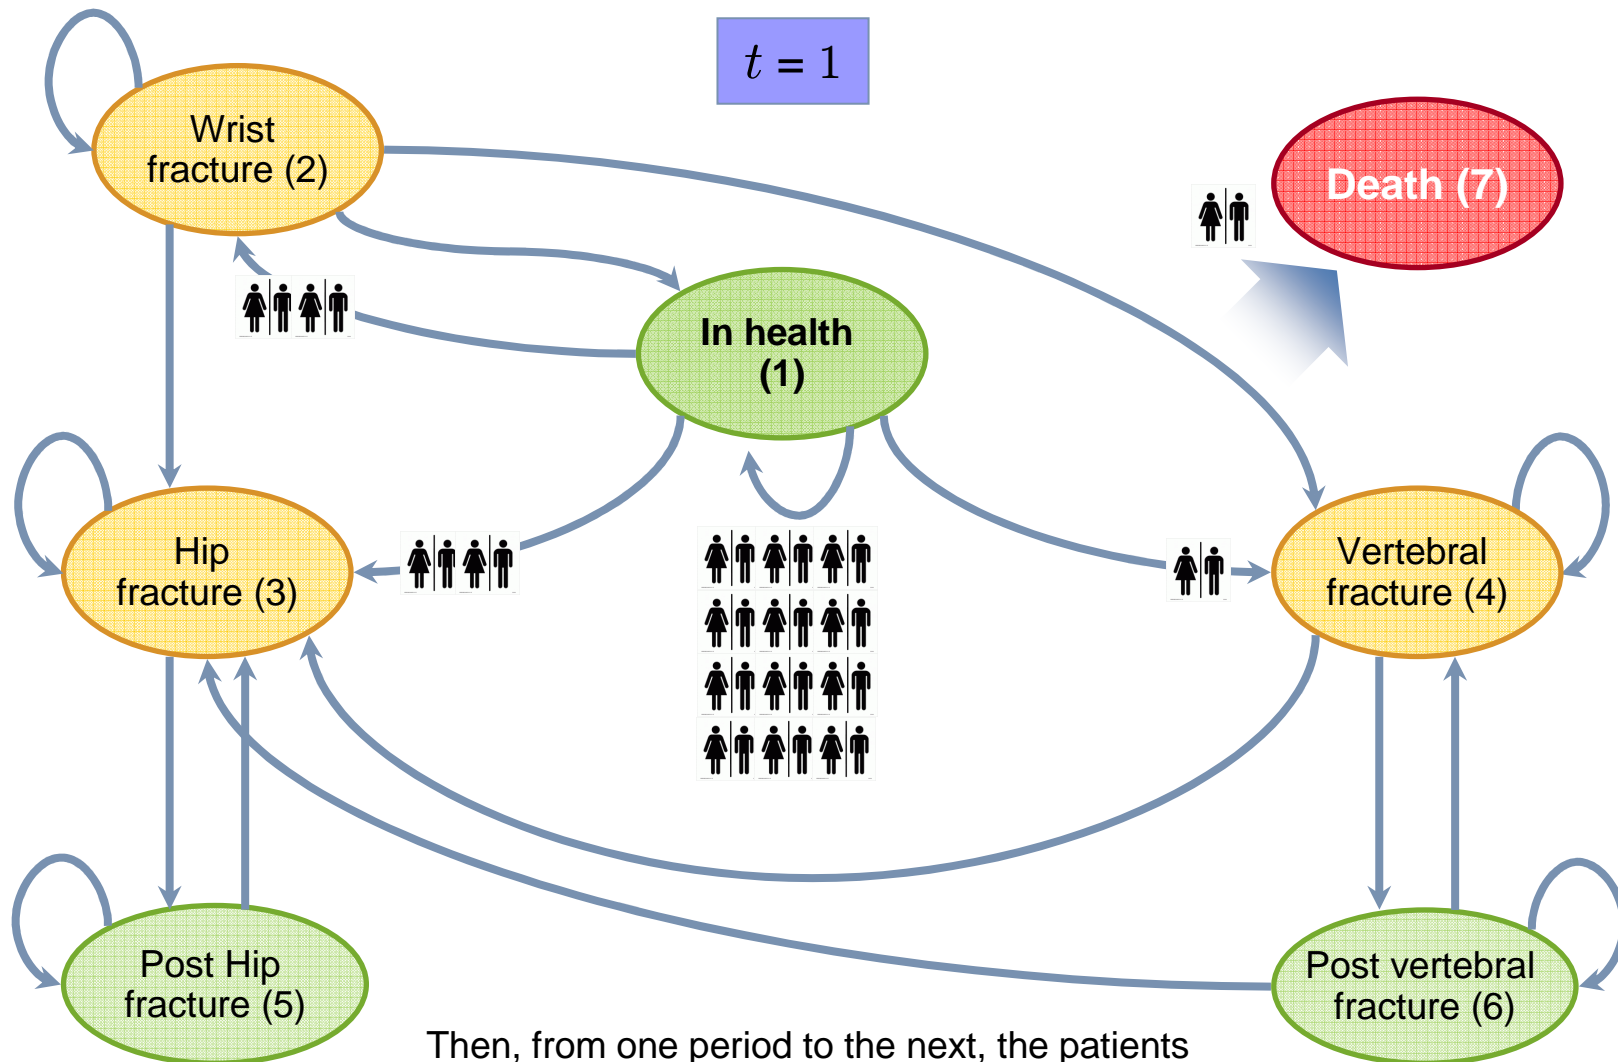 t = 1
Wrist
fracture (2)
Death (7)
In health
(1)
Hip
fracture (3)
Vertebral
fracture (4)
Post Hip
fracture (5)
Post vertebral
fracture (6)
Then, from one period to the next, the patients